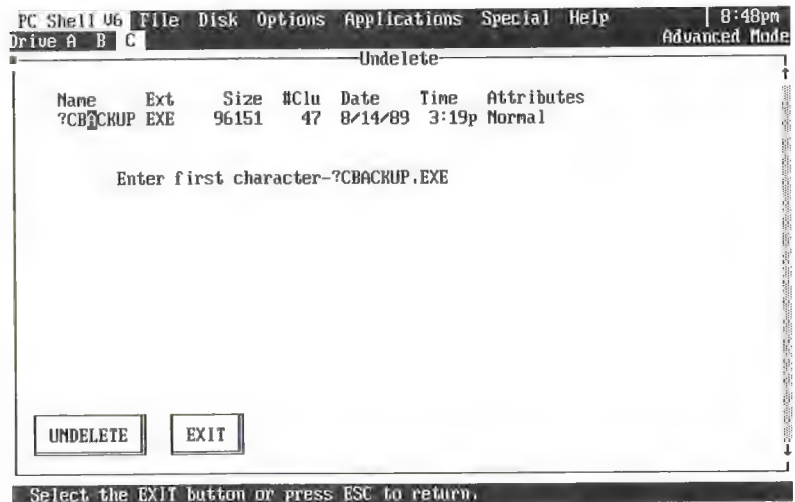 PC Shell V6 File Disk Options Applications Special Help 8:48pm
Drive A B C Advanced Mode
Undelete
Name Ext Size #Clu Date Time Attributes
?CBACKUP EXE 96151 47 8/14/89 3:19p Normal
Enter first character-?CBACKUP.EXE
UNDELETE EXIT
Select the EXIT button or press ESC to return.